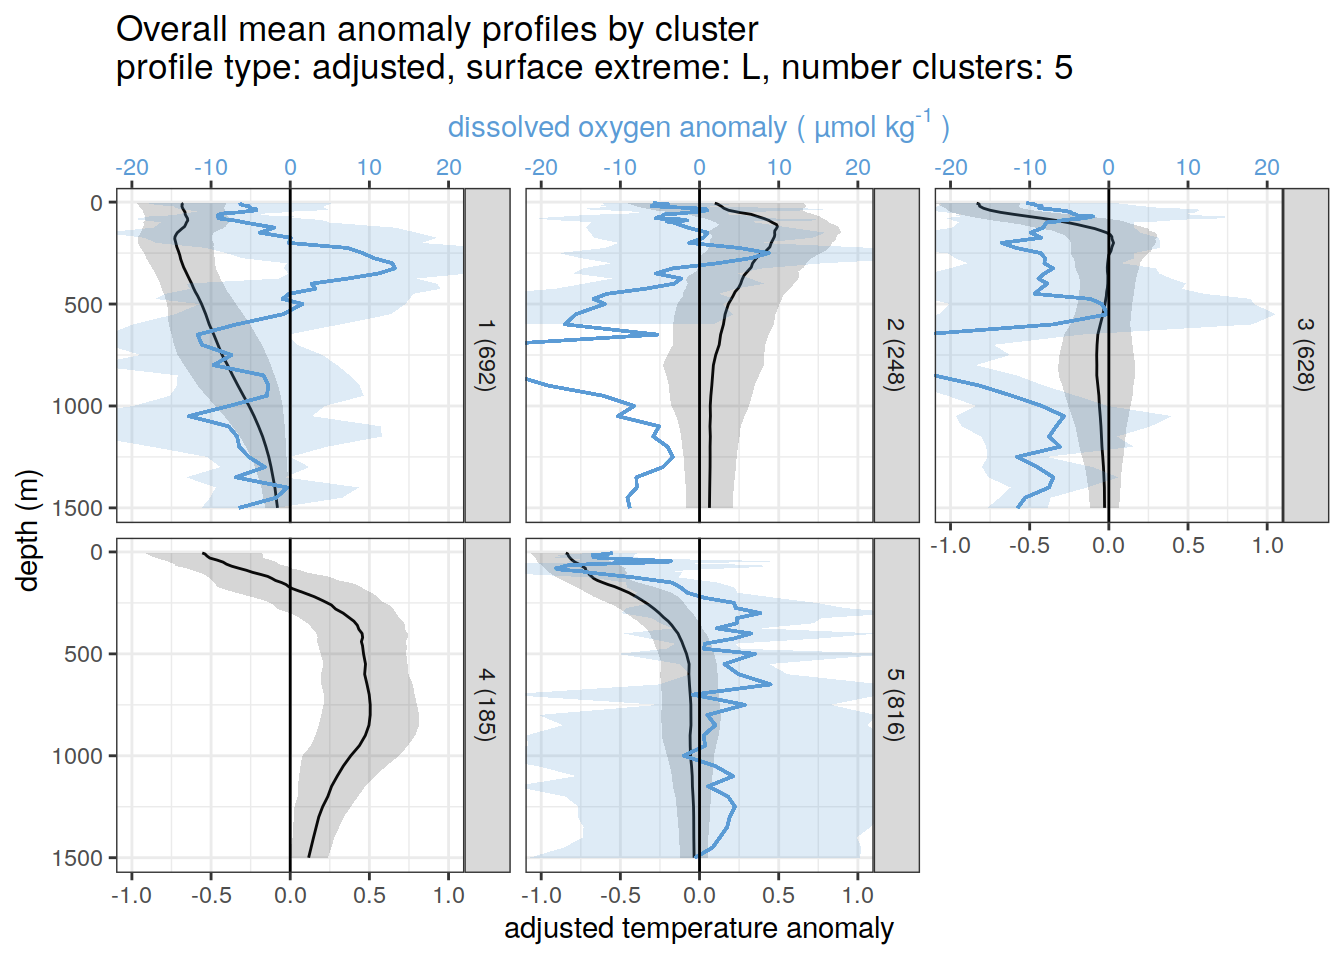 Overall mean anomaly profiles by cluster
profile type: adjusted, surface extreme: L, number clusters: 5
dissolved oxygen anomaly ( µmol kg⁻¹ )
-20 -10 0 10 20
-20 -10 0 10 20
-20 -10 0 10 20
0
500
1000
1500
1 (692)
2 (248)
3 (628)
-1.0 -0.5 0.0 0.5 1.0
depth (m)
0
500
1000
1500
4 (185)
5 (816)
-1.0 -0.5 0.0 0.5 1.0
-1.0 -0.5 0.0 0.5 1.0
adjusted temperature anomaly